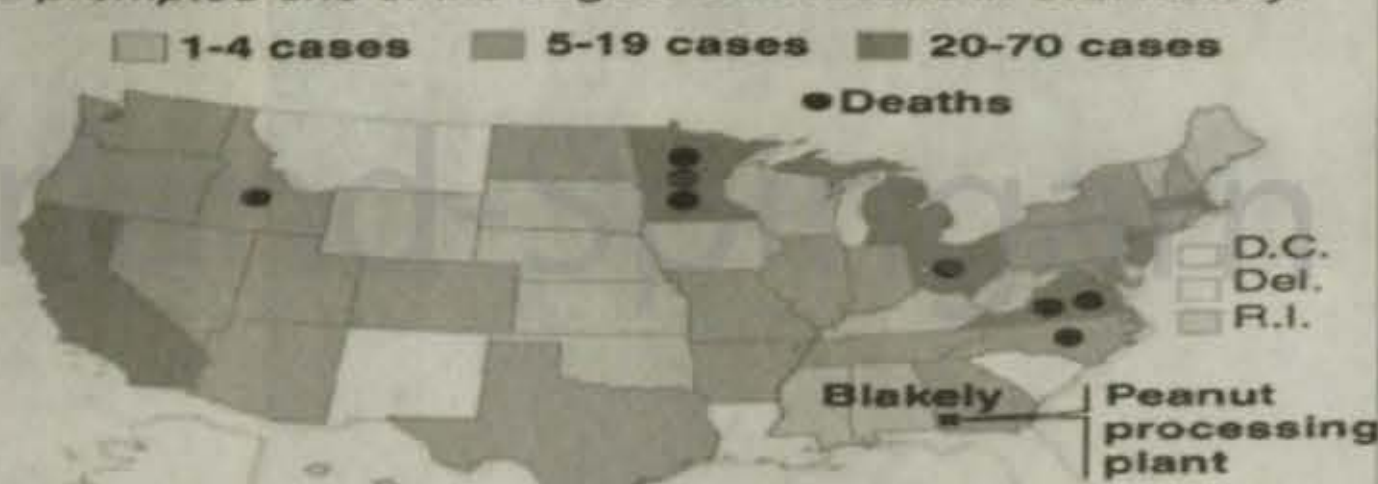 1-4 cases 5-19 cases 20-70 cases
Deaths
D.C.
Del.
R.I.
Blakely
Peanut
processing
plant